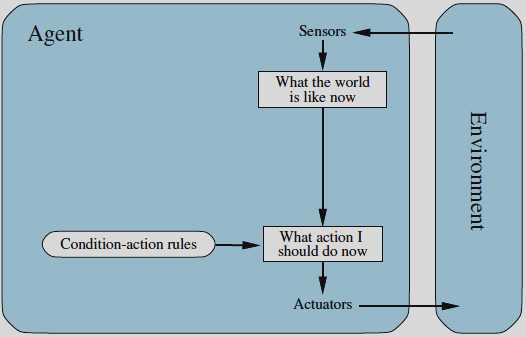 Agent
Sensors
What the world
is like now
Condition-action rules
What action I
should do now
Actuators
Environment